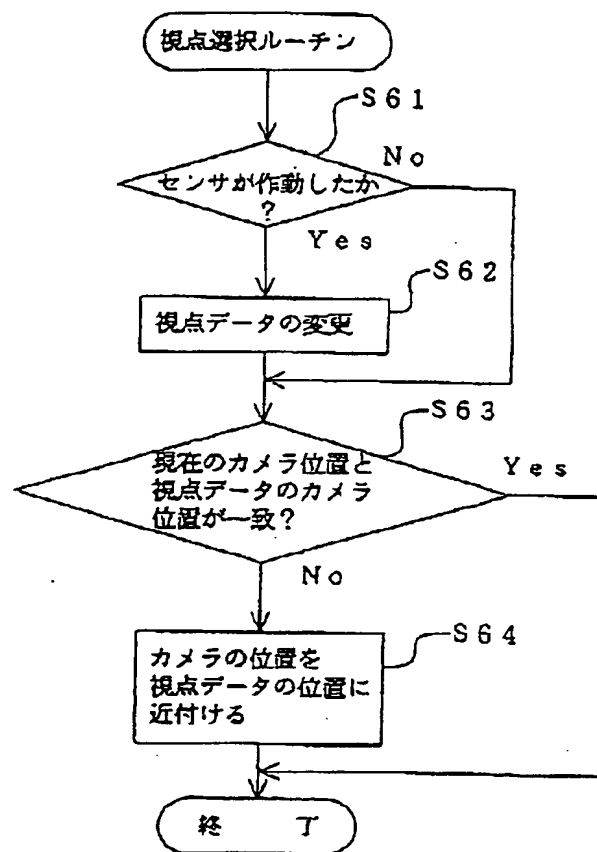 視点選択ルーチン
S61
No
センサが作動したか
?
Yes
S62
視点データの変更
S63
現在のカメラ位置と
Yes
視点データのカメラ
位置が一致?
No
S64
カメラの位置を
視点データの位置に
近付ける
終 了